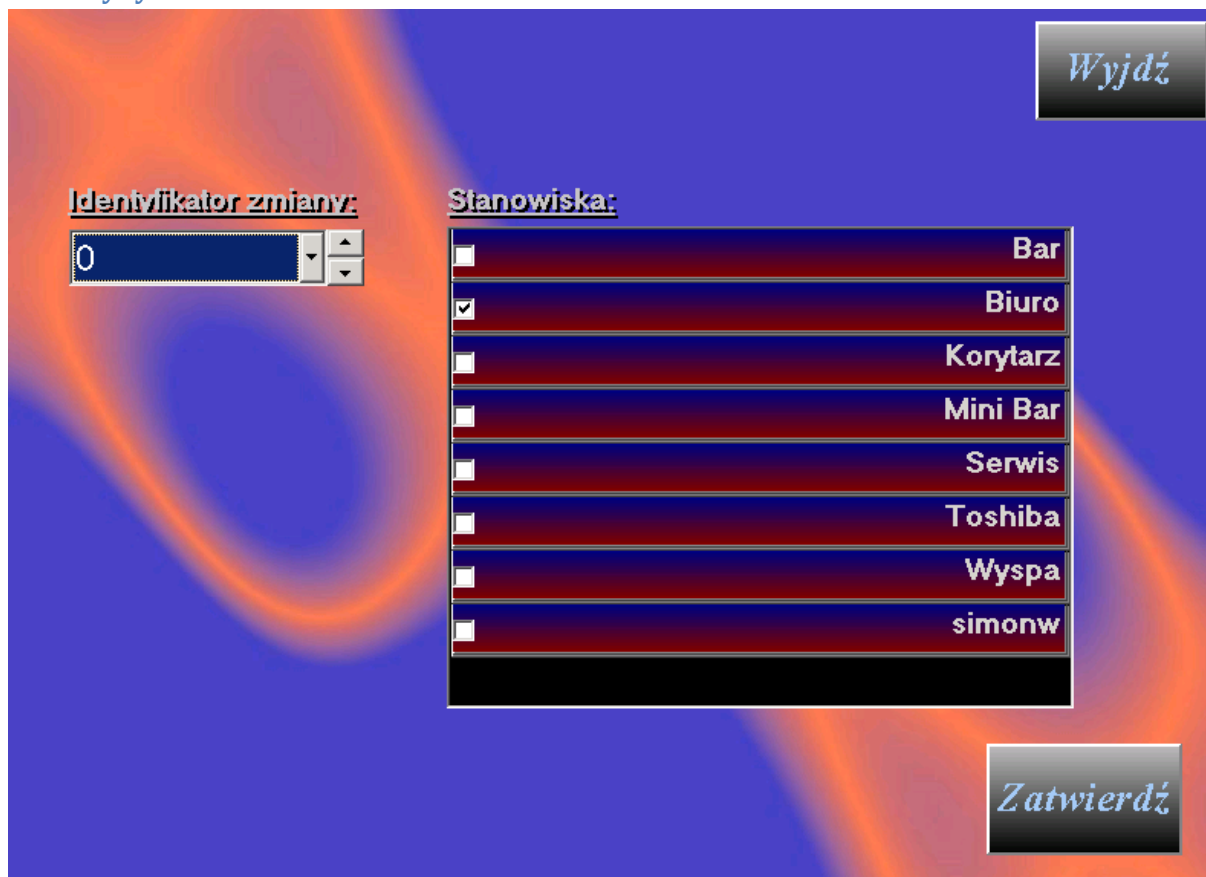 Wyjdź
Identyfikator zmiany:
0
Stanowiska:
Bar
Biuro
Korytarz
Mini Bar
Serwis
Toshiba
Wyspa
simonw
Zatwierdź